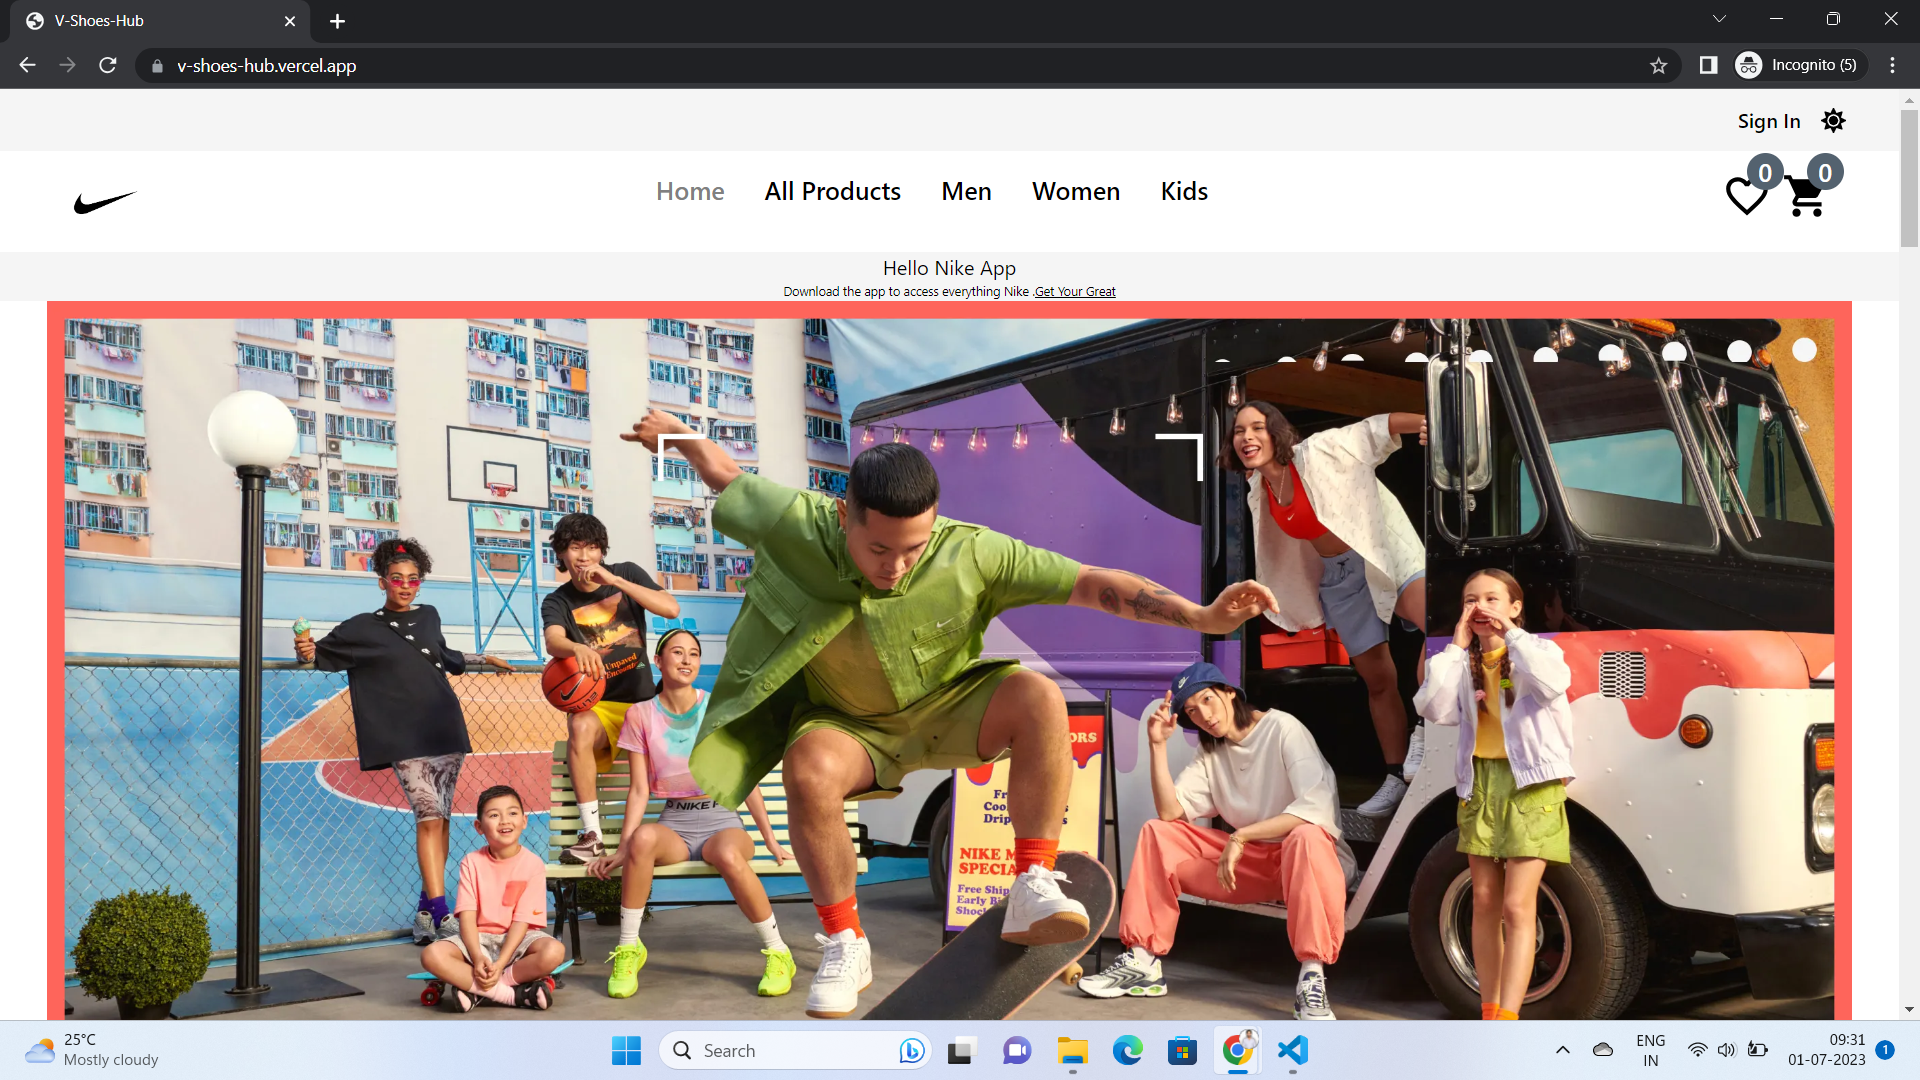 V-Shoes-Hub
v-shoes-hub.vercel.app
Incognito (5)
Sign In
Home All Products Men Women Kids
0 0
Hello Nike App
Download the app to access everything Nike .Get Your Great
Unpaved
NIKE
ORS
Coo
Drip
NIKE M
SPECIA
Free Ship
Early Bi
Shoc
25°C
Mostly cloudy
Search
ENG
IN
09:31
01-07-2023
1